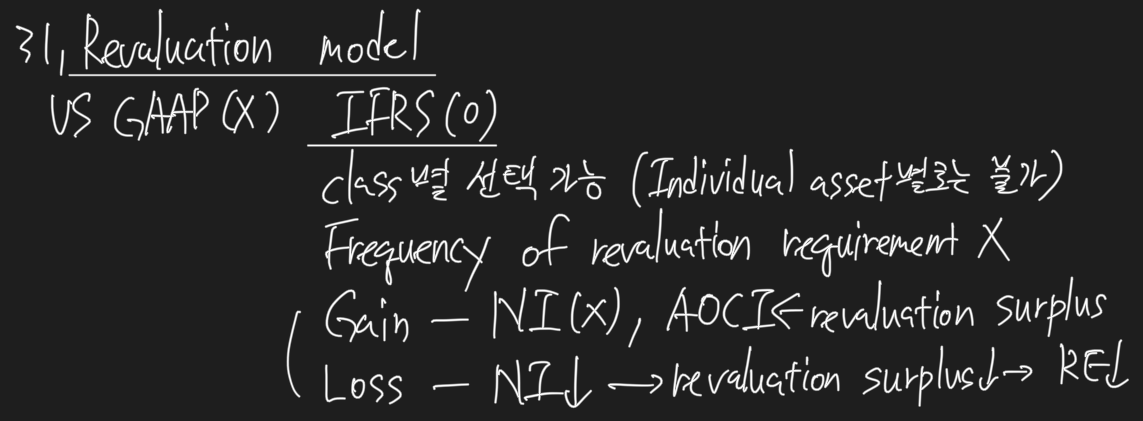 31, Revaluation model
US GAAP(X) IFRS(O)
class별 선택 가능 (Individual asset별로는 불가)
Frequency of revaluation requirement X
Gain – NI(X), AOCI ← revaluation surplus
Loss – NI↓ → revaluation surplus↓ → RE↓